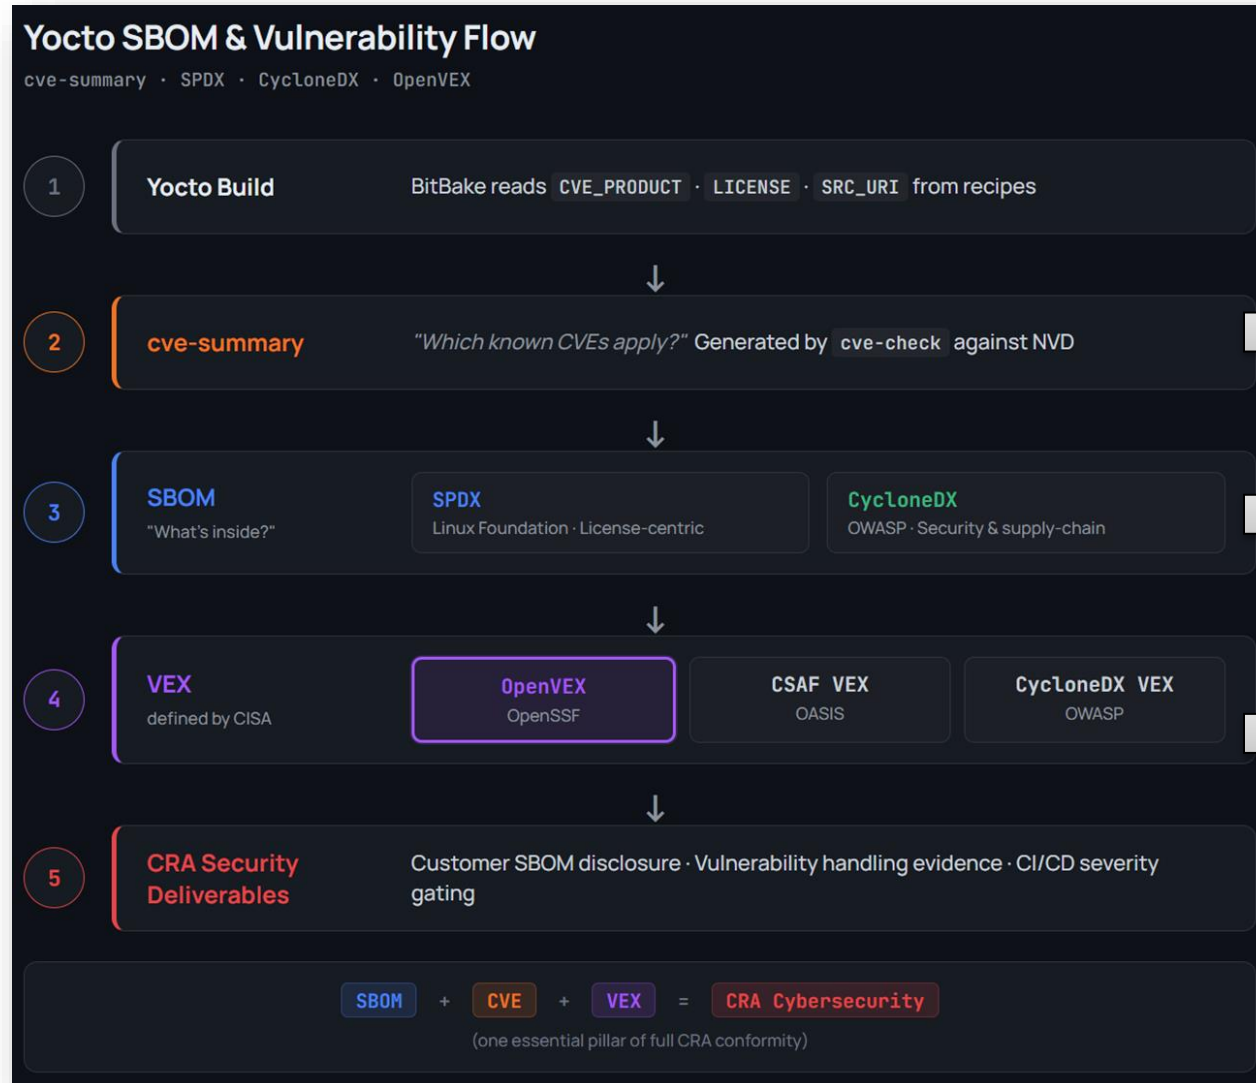 Yocto SBOM & Vulnerability Flow
cve-summary · SPDX · CycloneDX · OpenVEX
1
Yocto Build
BitBake reads CVE_PRODUCT · LICENSE · SRC_URI from recipes
↓
2
cve-summary
"Which known CVEs apply?" Generated by cve-check against NVD
↓
3
SBOM
"What's inside?"
SPDX
Linux Foundation · License-centric
CycloneDX
OWASP · Security & supply-chain
↓
4
VEX
defined by CISA
OpenVEX
OpenSSF
CSAF VEX
OASIS
CycloneDX VEX
OWASP
↓
5
CRA Security
Deliverables
Customer SBOM disclosure · Vulnerability handling evidence · CI/CD severity
gating
SBOM + CVE + VEX = CRA Cybersecurity
(one essential pillar of full CRA conformity)